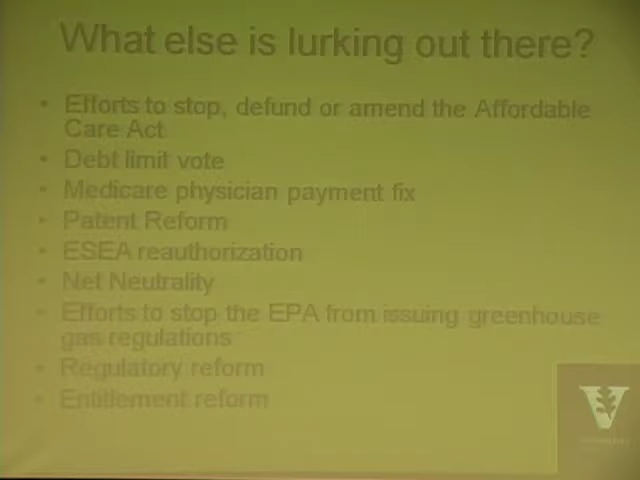 What else is lurking out there?
• Efforts to stop, defund or amend the Affordable
Care Act
• Debt limit vote
• Medicare physician payment fix
• Patent Reform
• ESEA reauthorization
• Net Neutrality
• Efforts to stop the EPA from issuing greenhouse
gas regulations
• Regulatory reform
• Entitlement reform
V